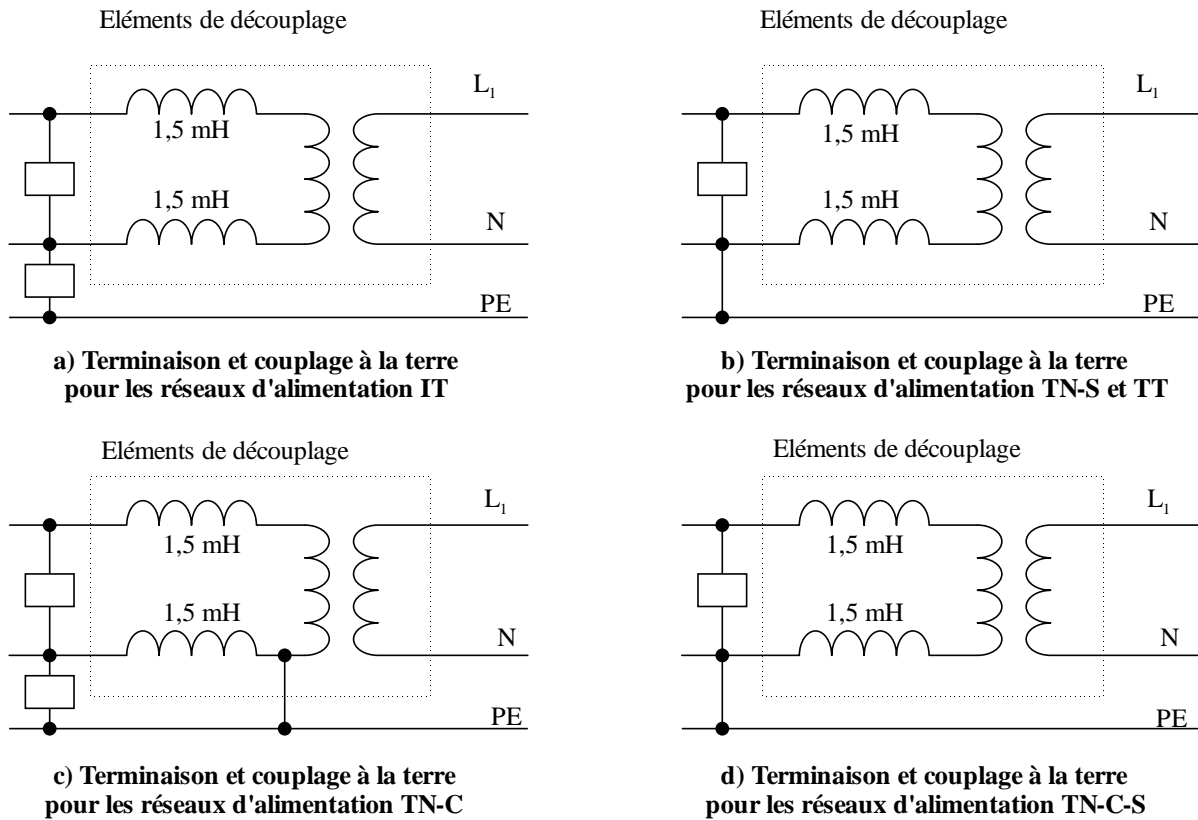 Eléments de découplage
L1
1,5 mH
1,5 mH
N
PE
a) Terminaison et couplage à la terre
pour les réseaux d'alimentation IT
Eléments de découplage
L1
1,5 mH
1,5 mH
N
PE
b) Terminaison et couplage à la terre
pour les réseaux d'alimentation TN-S et TT
Eléments de découplage
L1
1,5 mH
1,5 mH
N
PE
c) Terminaison et couplage à la terre
pour les réseaux d'alimentation TN-C
Eléments de découplage
L1
1,5 mH
1,5 mH
N
PE
d) Terminaison et couplage à la terre
pour les réseaux d'alimentation TN-C-S